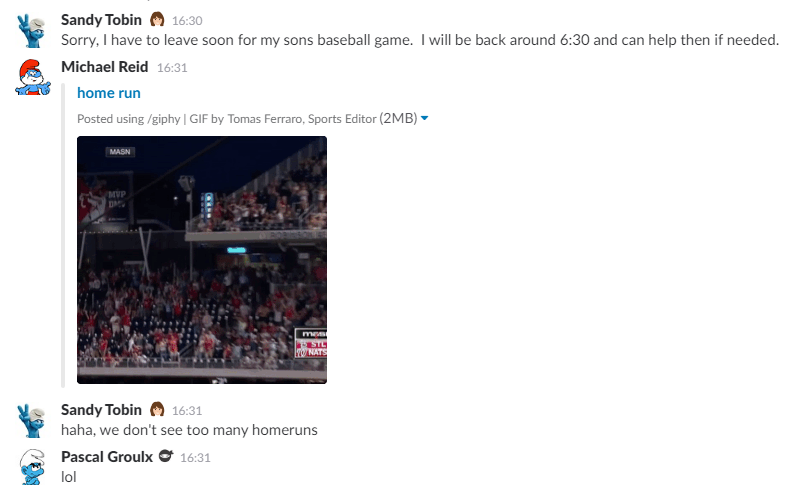 Sandy Tobin 16:30
Sorry, I have to leave soon for my sons baseball game. I will be back around 6:30 and can help then if needed.
Michael Reid 16:31
home run
Posted using /giphy | GIF by Tomas Ferraro, Sports Editor (2MB)
MASN
MVP
STL
NATS
Sandy Tobin 16:31
haha, we don't see too many homeruns
Pascal Groulx 16:31
lol